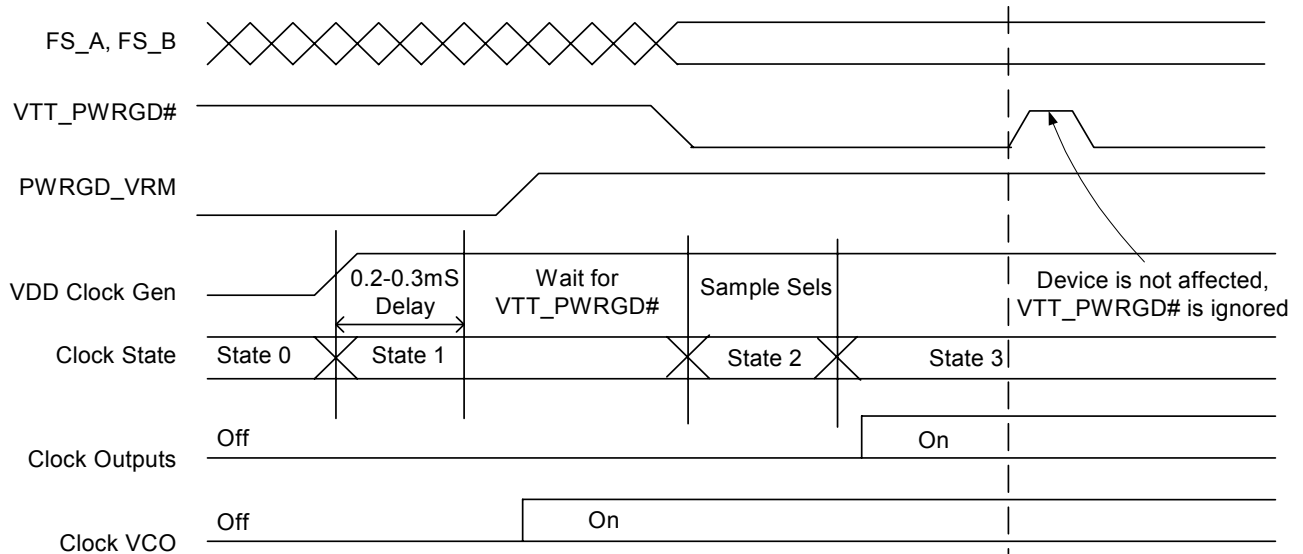 FS_A, FS_B
VTT_PWRGD#
PWRGD_VRM
VDD Clock Gen
0.2-0.3mS
Delay
Wait for
VTT_PWRGD#
Sample Sels
Device is not affected,
VTT_PWRGD# is ignored
Clock State
State 0
State 1
State 2
State 3
Clock Outputs
Off
On
Clock VCO
Off
On